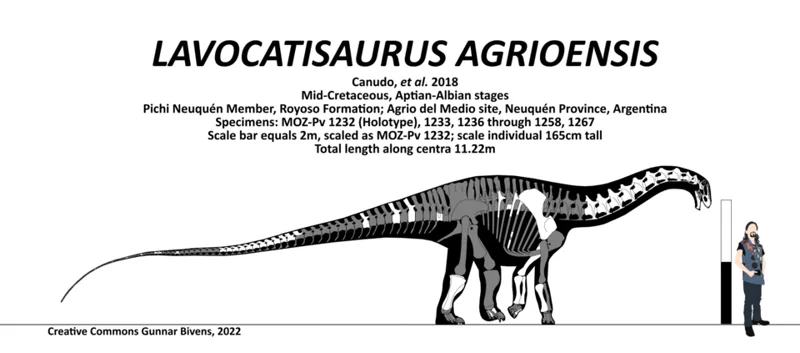 LAVOCATISAURUS AGRIOENSIS
Canudo, et al. 2018
Mid-Cretaceous, Aptian-Albian stages
Pichi Neuquén Member, Royoso Formation; Agrio del Medio site, Neuquén Province, Argentina
Specimens: MOZ-Pv 1232 (Holotype), 1233, 1236 through 1258, 1267
Scale bar equals 2m, scaled as MOZ-Pv 1232; scale individual 165cm tall
Total length along centra 11.22m
Creative Commons Gunnar Bivens, 2022